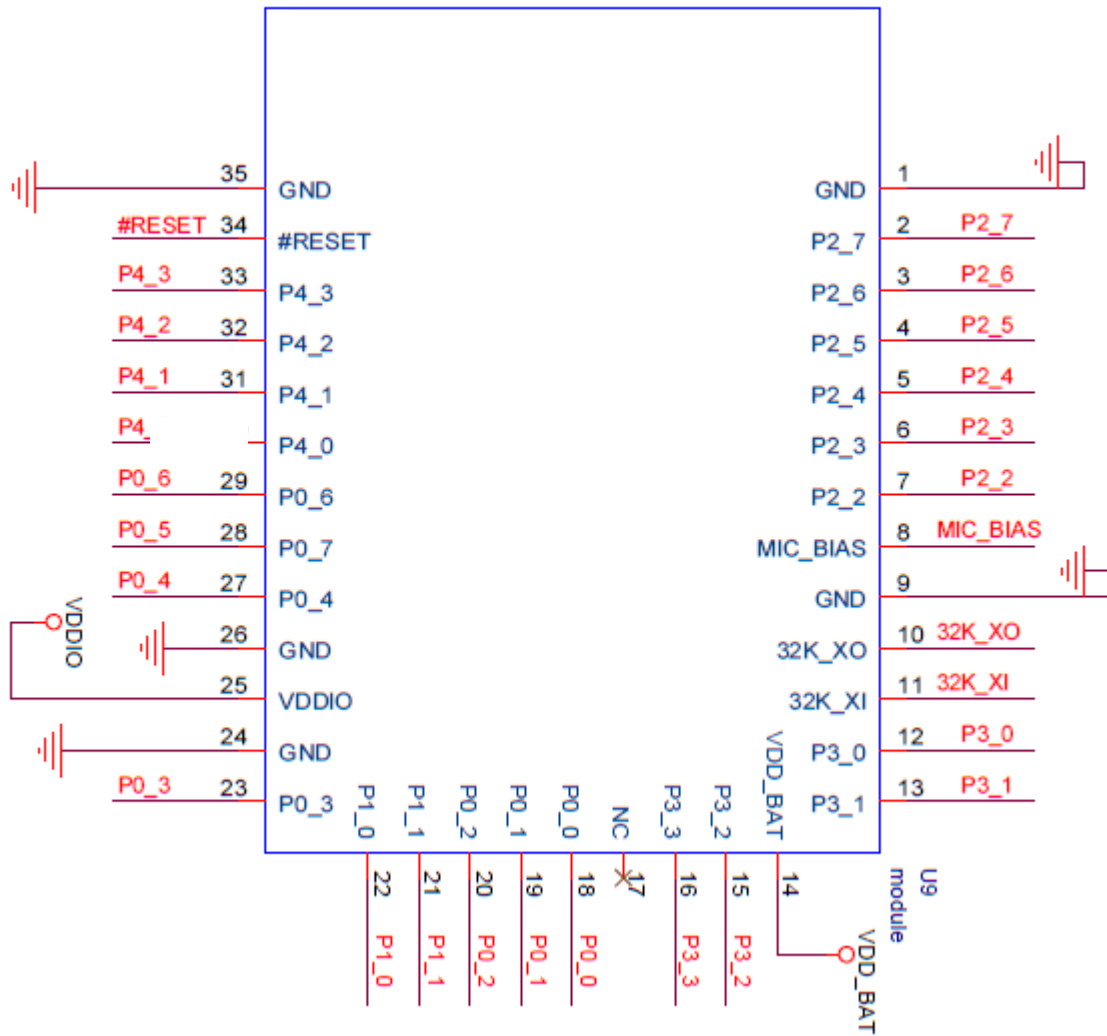 35 GND
GND 1
#RESET 34 #RESET
P2_7 2 P2_7
P4_3 33 P4_3
P2_6 3 P2_6
P4_2 32 P4_2
P2_5 4 P2_5
P4_1 31 P4_1
P2_4 5 P2_4
P4_ P4_0
P2_3 6 P2_3
P0_6 29 P0_6
P2_2 7 P2_2
P0_5 28 P0_7
MIC_BIAS 8 MIC_BIAS
P0_4 27 P0_4
GND 9
VDDIO
26 GND
32K_XO 10 32K_XO
25 VDDIO
32K_XI 11 32K_XI
24 GND
P3_0 12 P3_0
P0_3 23 P0_3
P3_1 13 P3_1
P1_0 22 P1_0
P1_1 21 P1_1
P0_2 20 P0_2
P0_1 19 P0_1
P0_0 18 P0_0
NC 17
P3_3 16 P3_3
P3_2 15 P3_2
VDD_BAT 14 VDD_BAT
U9
module